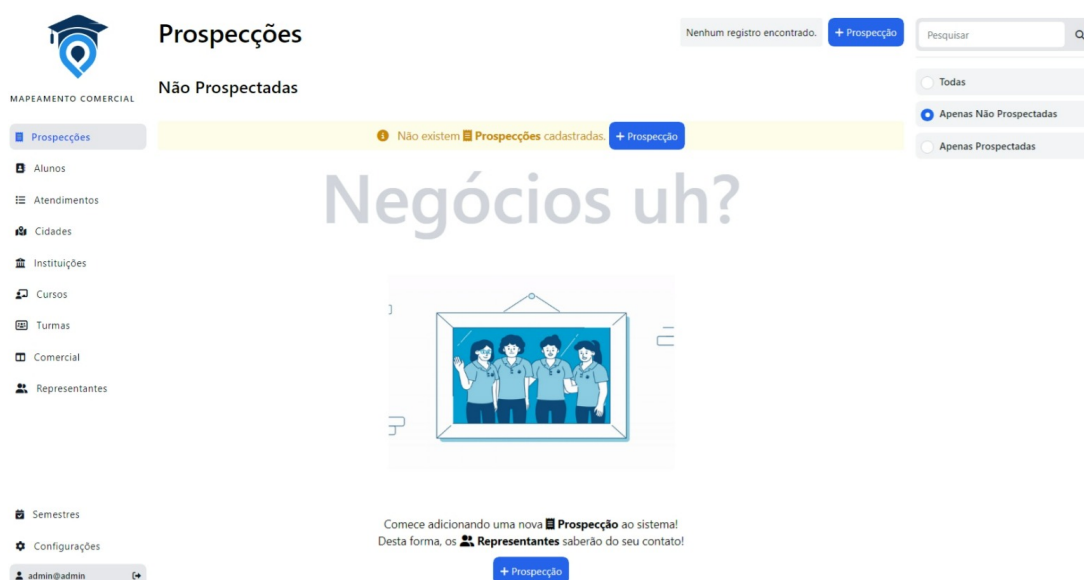 MAPEAMENTO COMERCIAL
Prospecções
Alunos
Atendimentos
Cidades
Instituições
Cursos
Turmas
Comercial
Representantes
Semestres
Configurações
admin@admin
Prospecções
Nenhum registro encontrado.
+ Prospecção
Não Prospectadas
Não existem Prospecções cadastradas. + Prospecção
Negócios uh?
Comece adicionando uma nova Prospecção ao sistema!
Desta forma, os Representantes saberão do seu contato!
+ Prospecção
Pesquisar
Todas
Apenas Não Prospectadas
Apenas Prospectadas